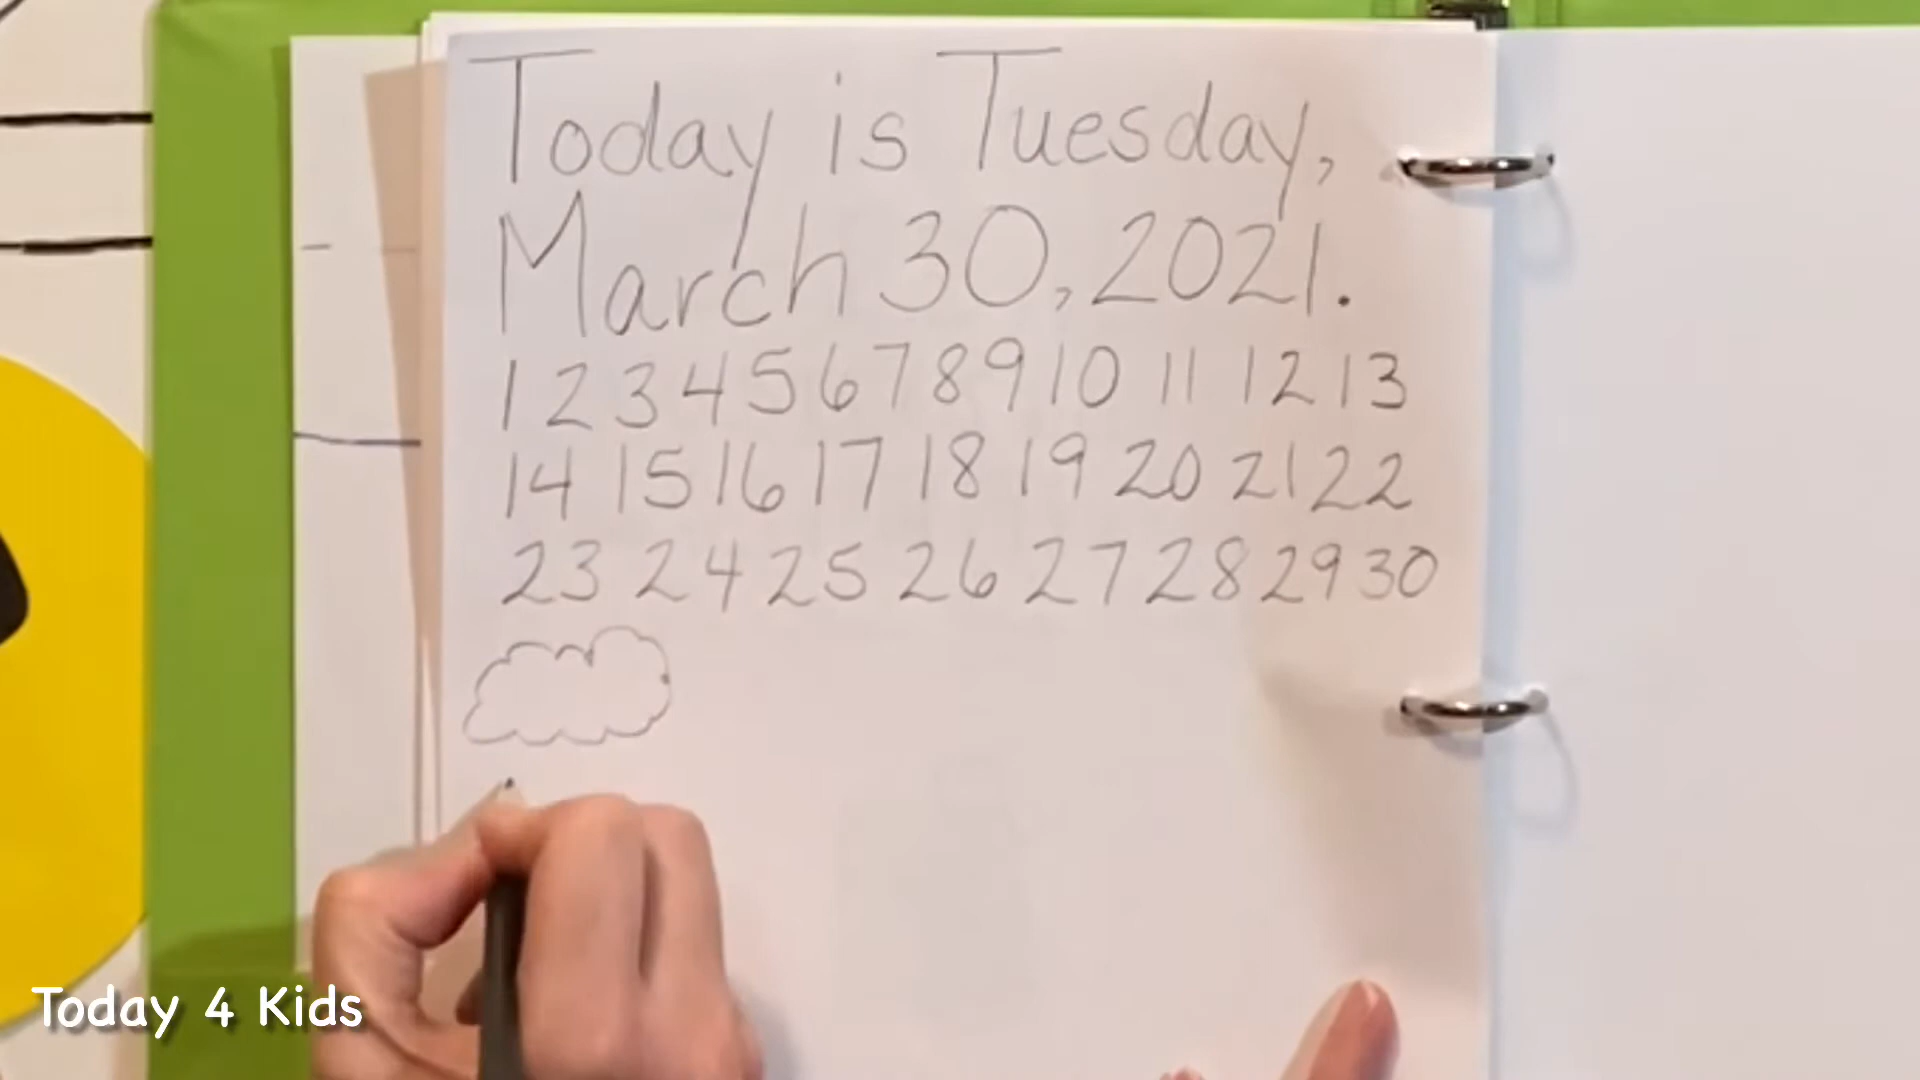 Today is Tuesday,
March 30, 2021.
1 2 3 4 5 6 7 8 9 10 11 12 13
14 15 16 17 18 19 20 21 22
23 24 25 26 27 28 29 30
Today 4 Kids